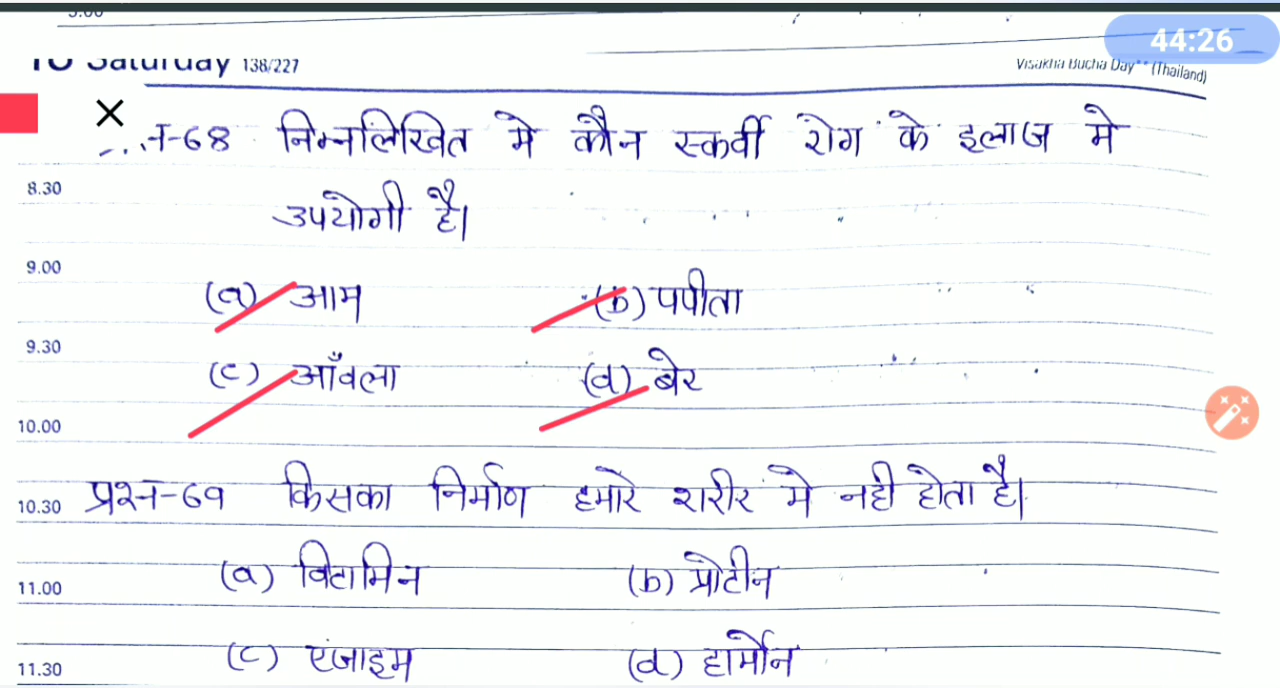 44:26
Saturday 138/227
Visakha Bucha Day** (Thailand)
न-68 निम्नलिखित मे कौन स्कर्वी रोग के इलाज मे
8.30
उपयोगी है।
9.00
(a) आम (b) पपीता
9.30
(c) आँवला (d) बेर
10.00
10.30 प्रश्न-69 किसका निर्माण हमारे शरीर मे नही होता है।
11.00
(a) विटामिन (b) प्रोटीन
11.30
(c) एंजाइम (d) हार्मोन